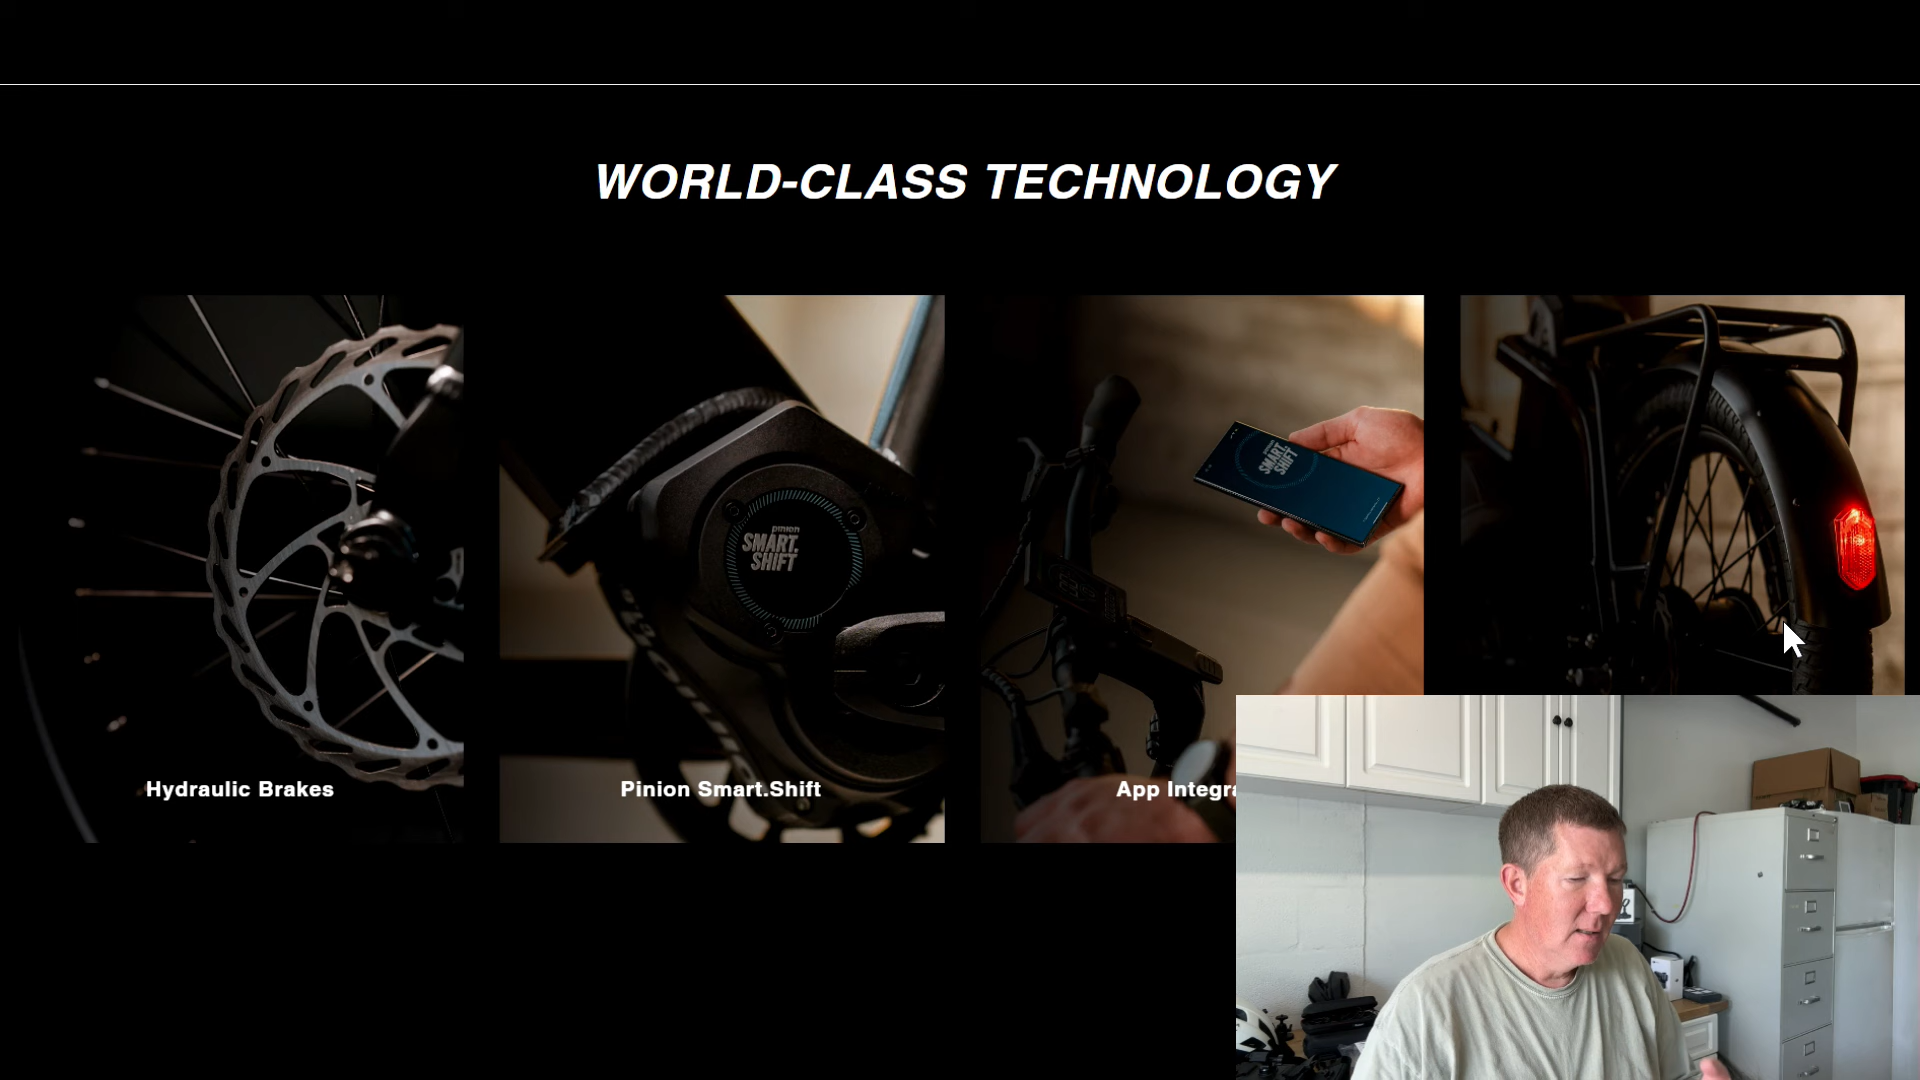 WORLD-CLASS TECHNOLOGY
pinion
SMART.
SHIFT
SMART.
SHIFT
Hydraulic Brakes
Pinion Smart.Shift
App Integra